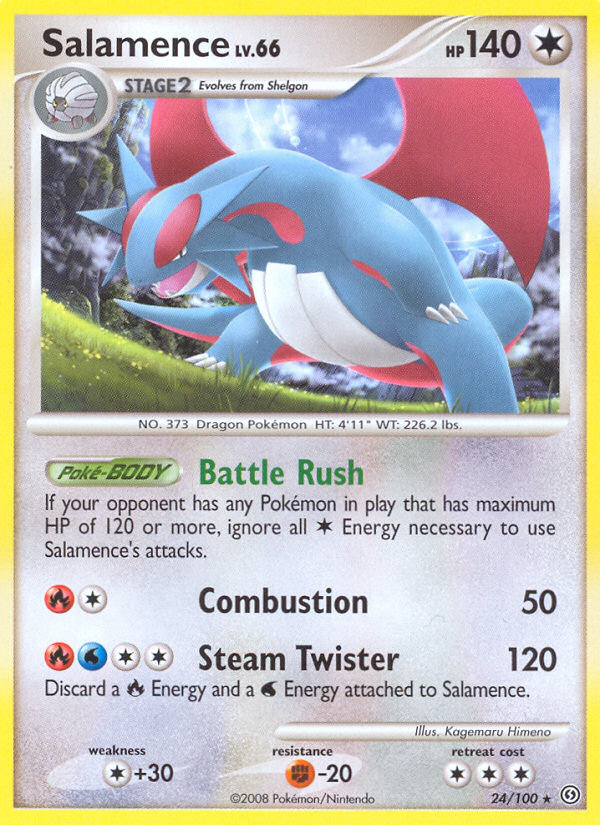 Salamence LV.66 HP 140
STAGE2 Evolves from Shelgon
NO. 373 Dragon Pokémon HT: 4'11" WT: 226.2 lbs.
Poké-BODY Battle Rush
If your opponent has any Pokémon in play that has maximum
HP of 120 or more, ignore all Energy necessary to use
Salamence's attacks.
Combustion 50
Steam Twister 120
Discard a Energy and a Energy attached to Salamence.
Illus. Kagemaru Himeno
weakness resistance retreat cost
+30 -20
©2008 Pokémon/Nintendo 24/100 ★